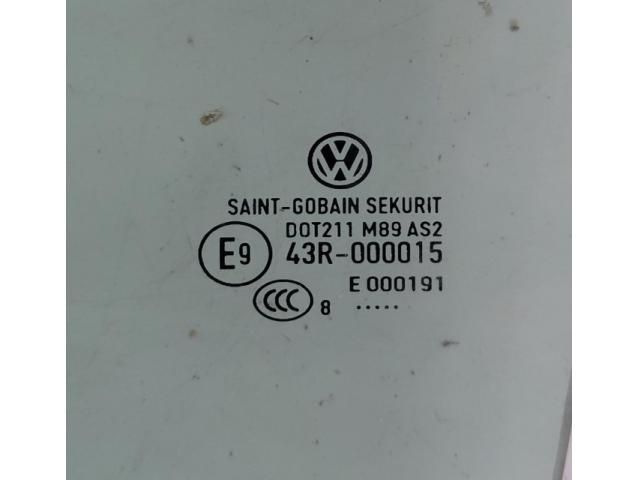 SAINT-GOBAIN SEKURIT
DOT211 M89 AS2
E9 43R-000015
E 000191
CCC 8 .....